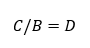 C/B = D